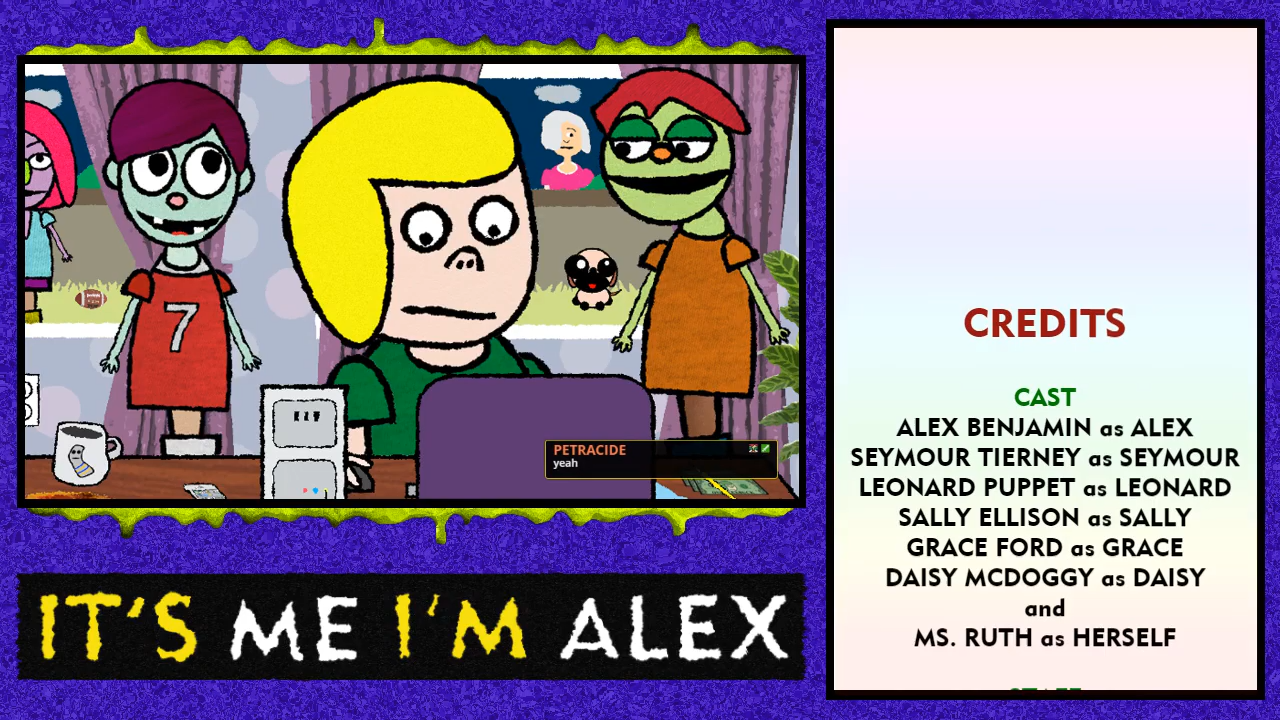 7
PETRACIDE
yeah
IT'S ME I'M ALEX
CREDITS
CAST
ALEX BENJAMIN as ALEX
SEYMOUR TIERNEY as SEYMOUR
LEONARD PUPPET as LEONARD
SALLY ELLISON as SALLY
GRACE FORD as GRACE
DAISY MCDOGGY as DAISY
and
MS. RUTH as HERSELF